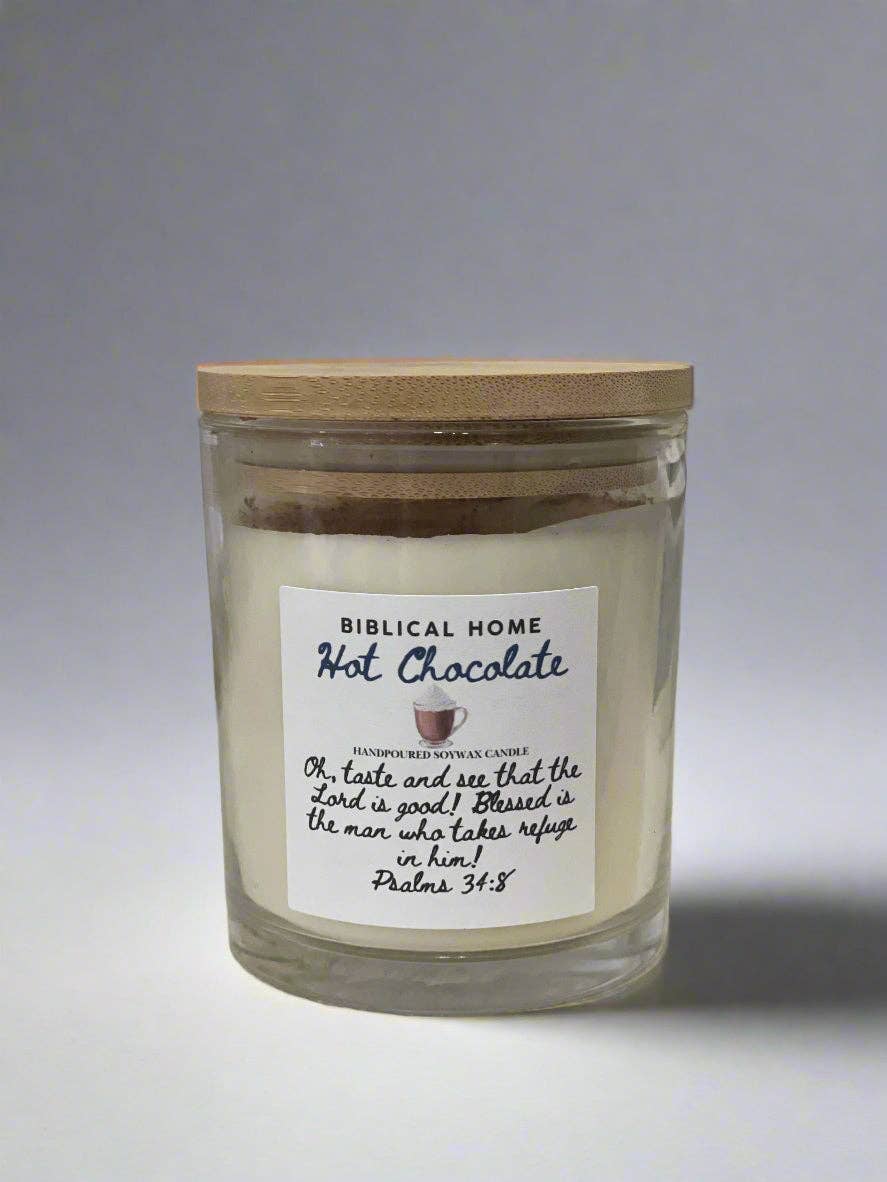 BIBLICAL HOME
Hot Chocolate
HANDPOURED SOYWAX CANDLE
Oh, taste and see that the
Lord is good! Blessed is
the man who takes refuge
in him!
Psalms 34:8